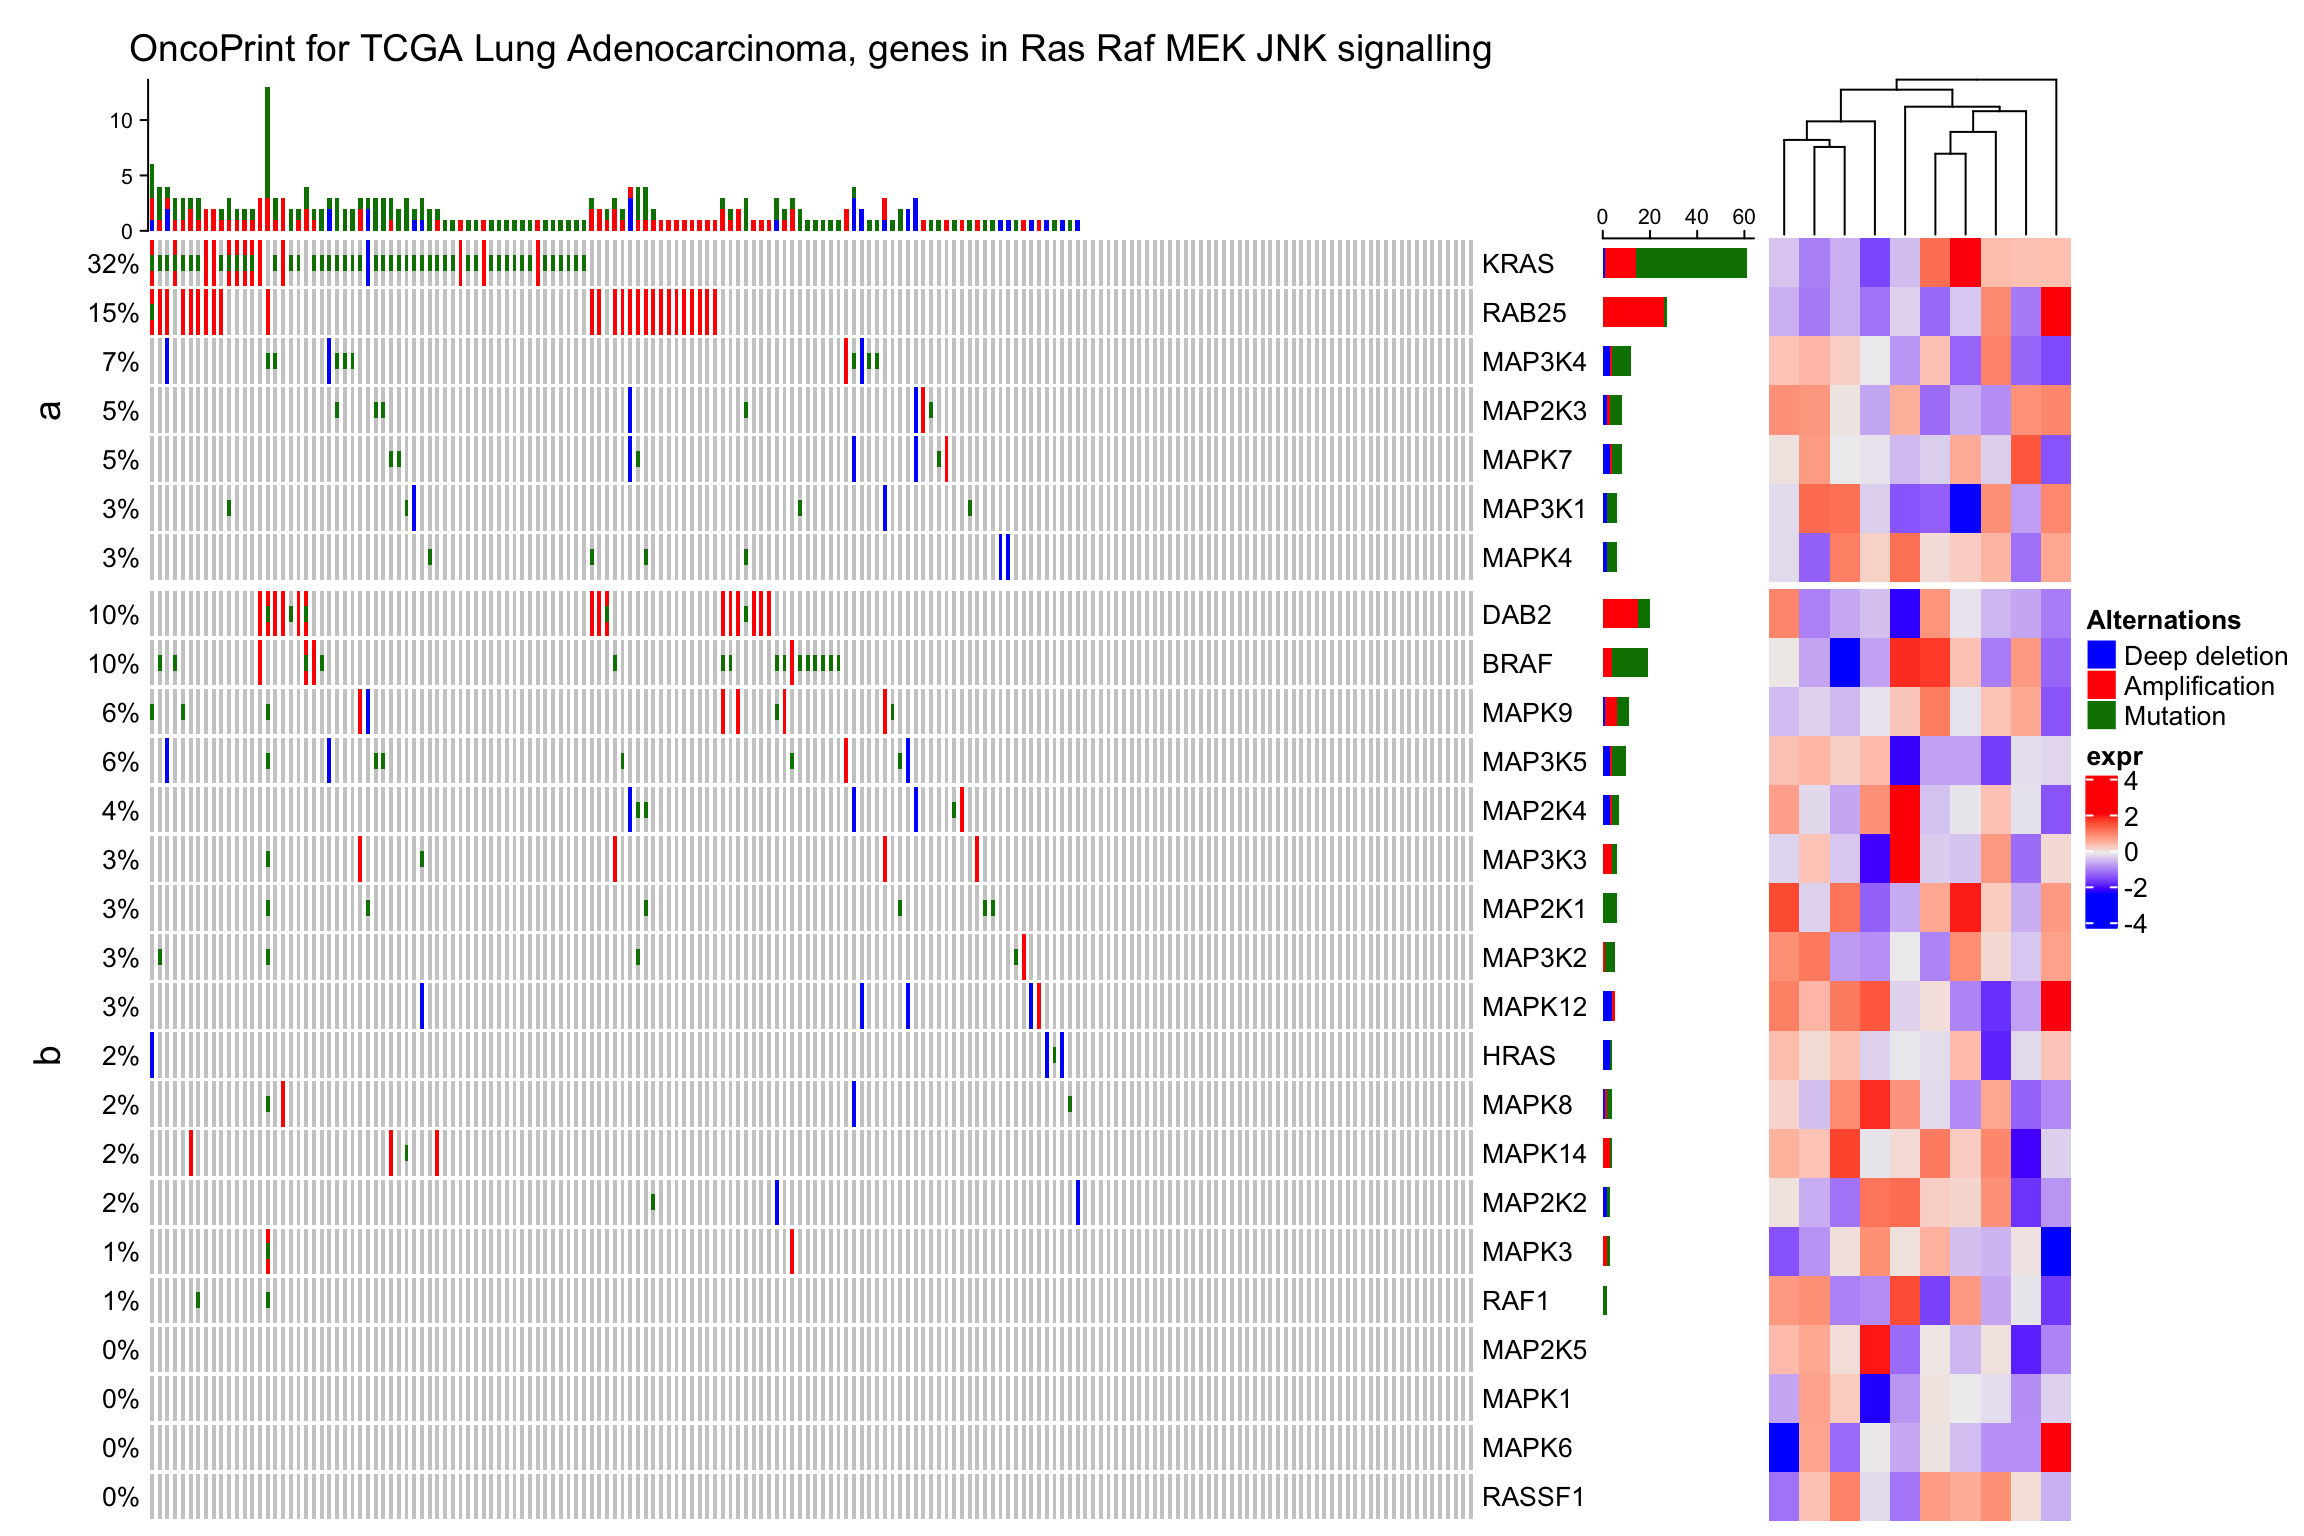 OncoPrint for TCGA Lung Adenocarcinoma, genes in Ras Raf MEK JNK signalling
10
5
0
0 20 40 60
a
32% KRAS
15% RAB25
7% MAP3K4
5% MAP2K3
5% MAPK7
3% MAP3K1
3% MAPK4
b
10% DAB2
10% BRAF
6% MAPK9
6% MAP3K5
4% MAP2K4
3% MAP3K3
3% MAP2K1
3% MAP3K2
3% MAPK12
2% HRAS
2% MAPK8
2% MAPK14
2% MAP2K2
1% MAPK3
1% RAF1
0% MAP2K5
0% MAPK1
0% MAPK6
0% RASSF1
Alternations
Deep deletion
Amplification
Mutation
expr
4
2
0
-2
-4